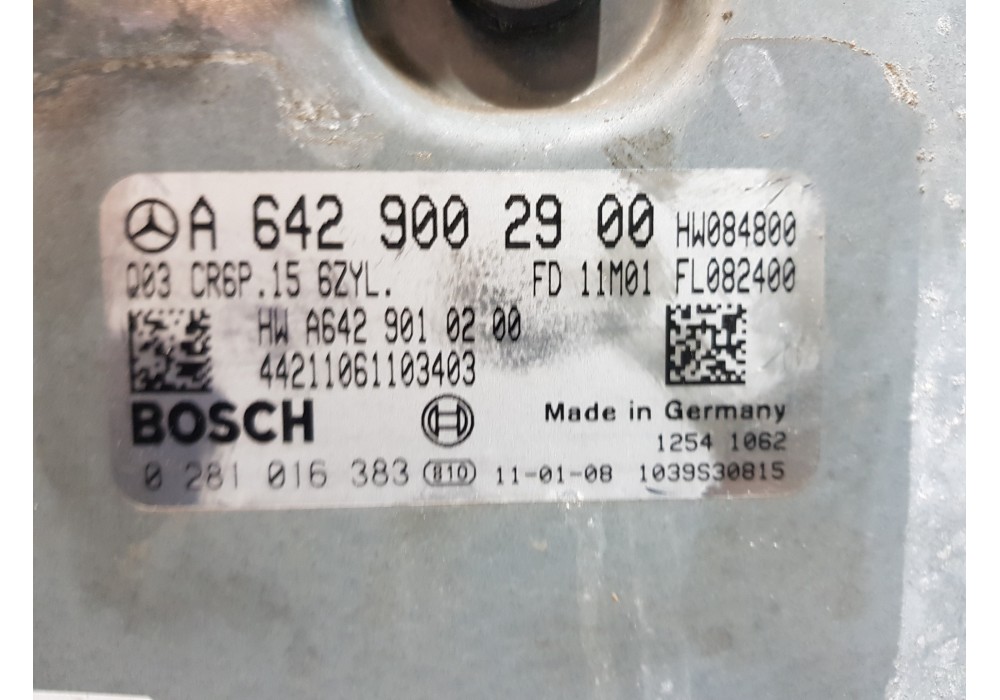 A 642 900 29 00 HW084800
Q03 CR6P.15 6ZYL. FD 11M01 FL082400
HW A642 901 02 00
44211061103403
BOSCH Made in Germany
1254 1062
0 281 016 383 810 11-01-08 1039S30815